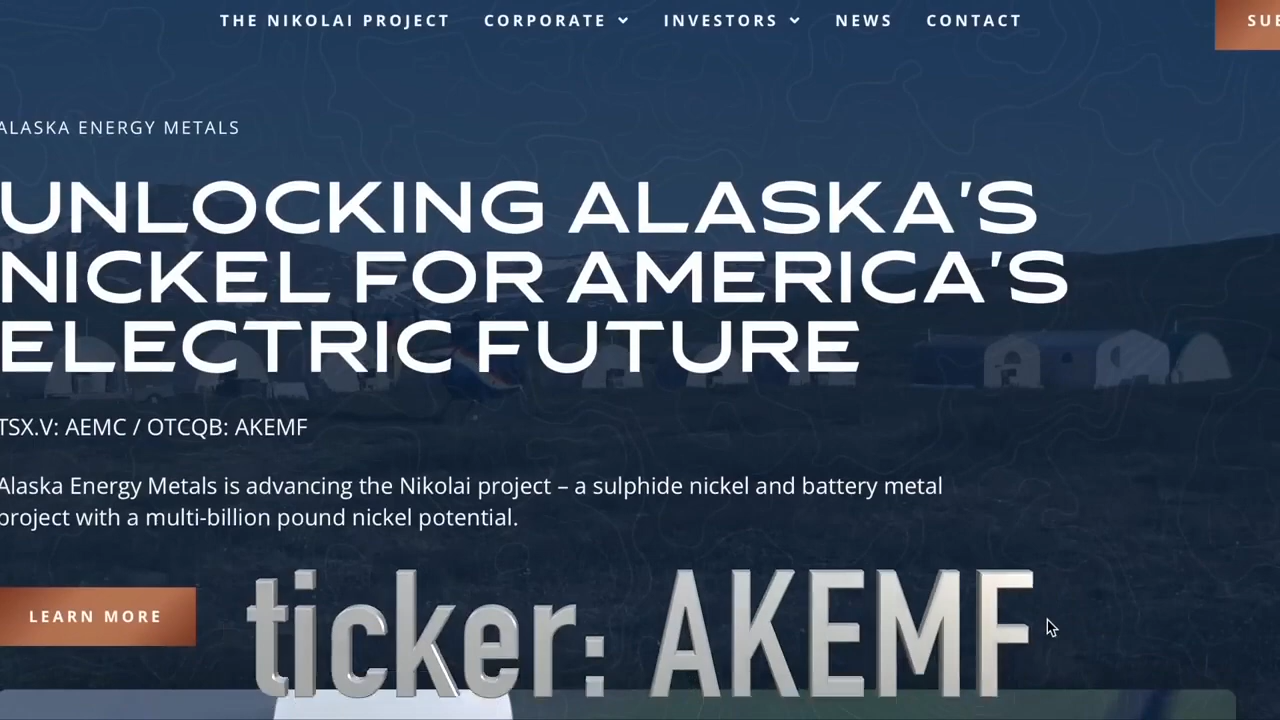 THE NIKOLAI PROJECT CORPORATE INVESTORS NEWS CONTACT
ALASKA ENERGY METALS
UNLOCKING ALASKA'S
NICKEL FOR AMERICA'S
ELECTRIC FUTURE
TSX.V: AEMC / OTCQB: AKEMF
Alaska Energy Metals is advancing the Nikolai project – a sulphide nickel and battery metal
project with a multi-billion pound nickel potential.
LEARN MORE
ticker: AKEMF